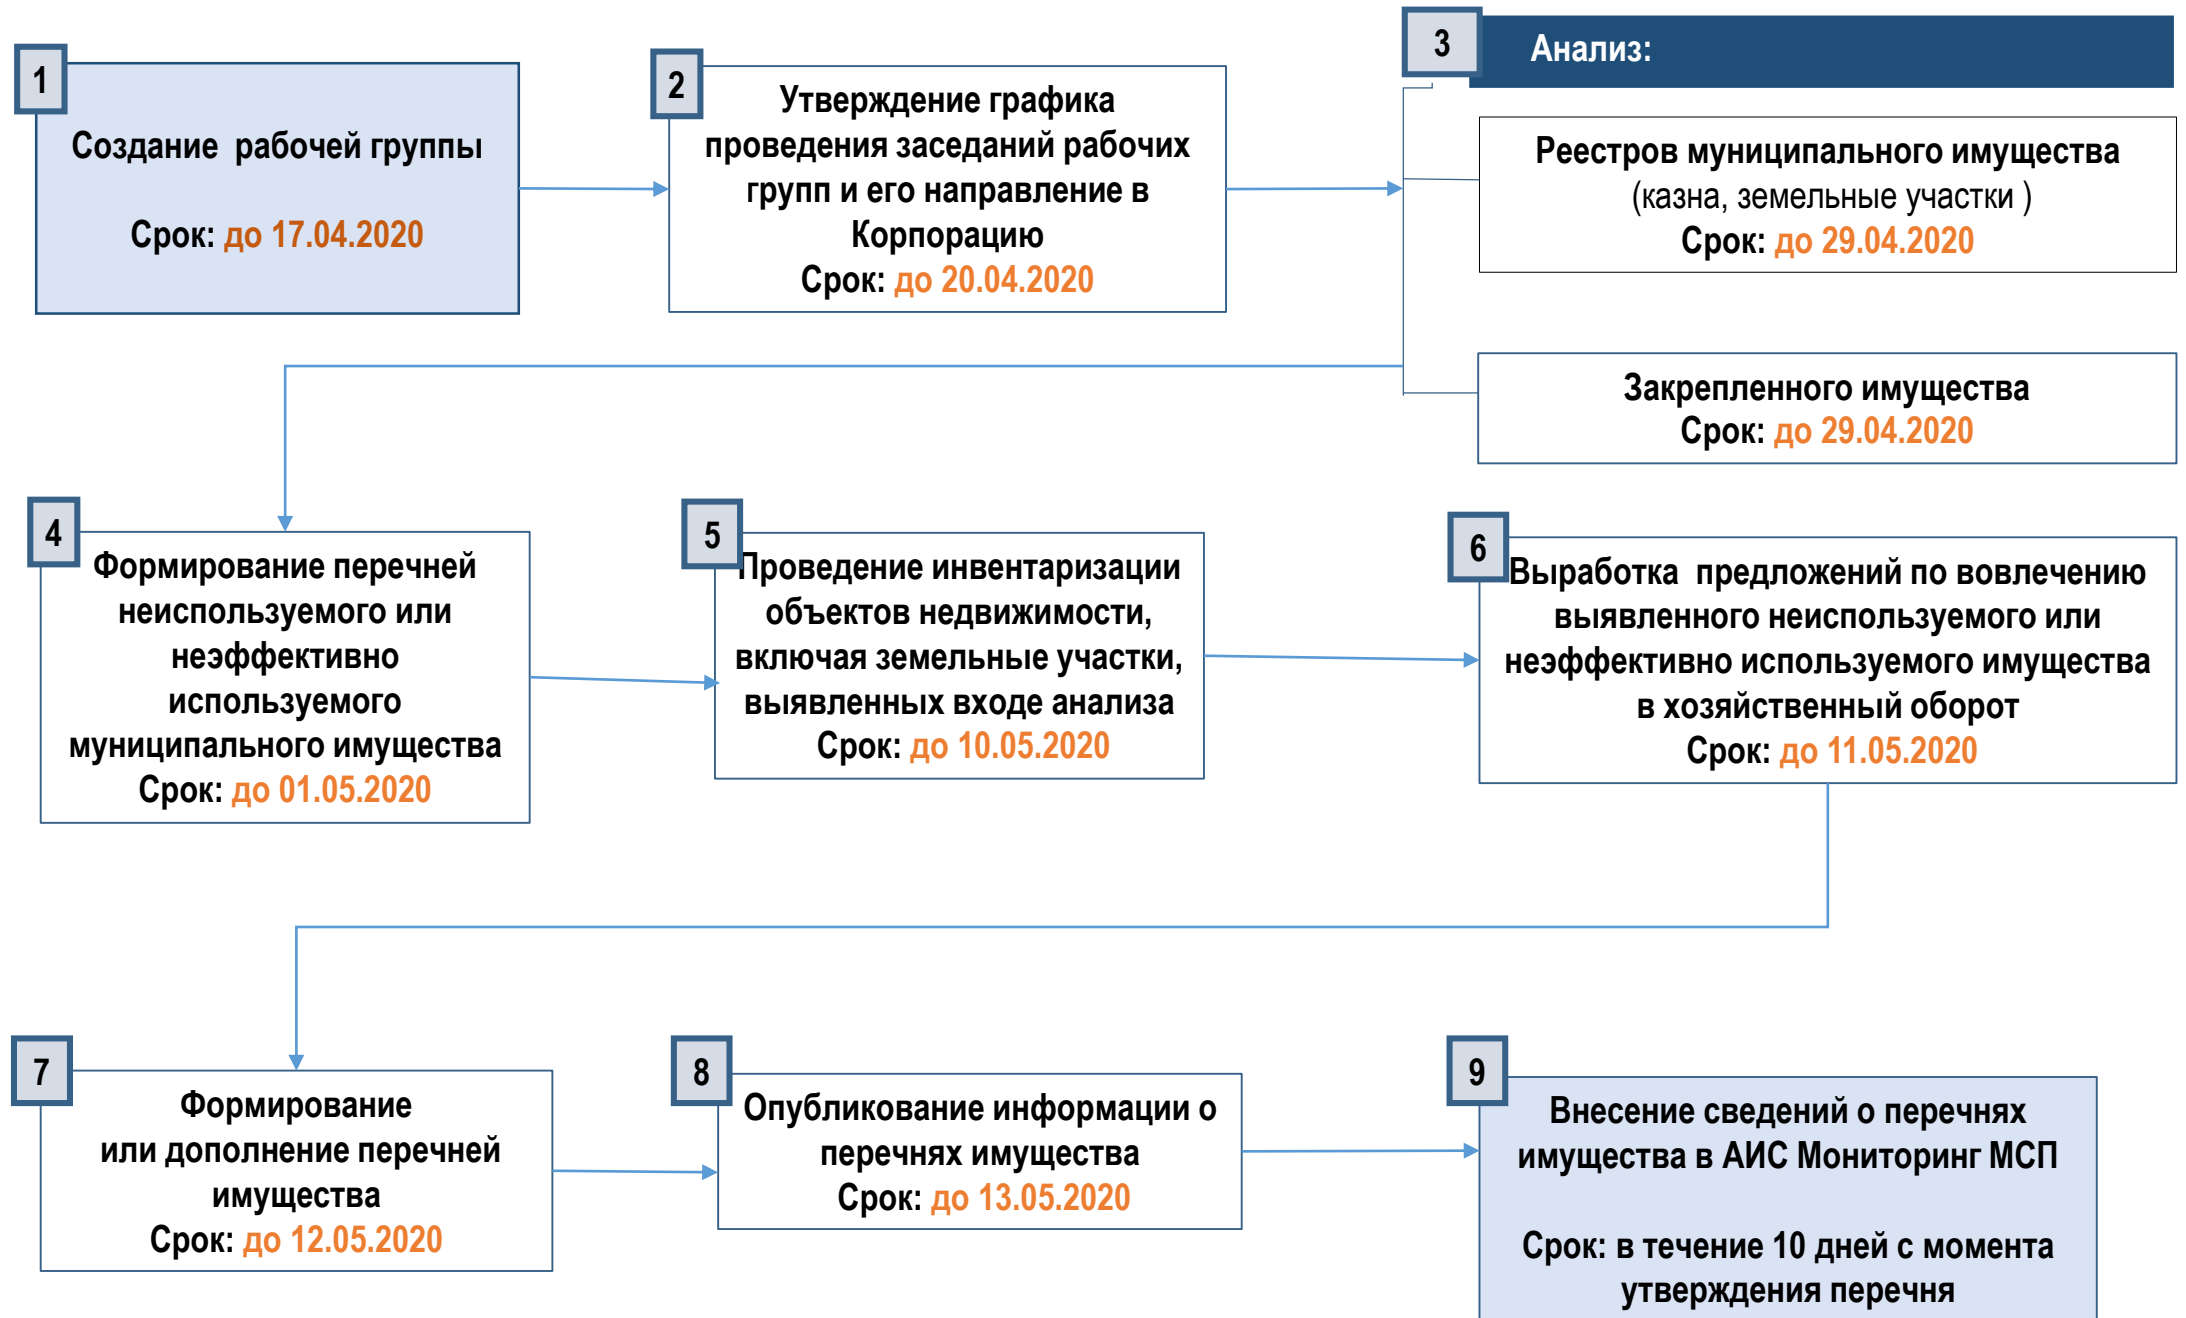 1
Создание рабочей группы
Срок: до 17.04.2020
2
Утверждение графика
проведения заседаний рабочих
групп и его направление в
Корпорацию
Срок: до 20.04.2020
3
Анализ:
Реестров муниципального имущества
(казна, земельные участки )
Срок: до 29.04.2020
Закрепленного имущества
Срок: до 29.04.2020
4
Формирование перечней
неиспользуемого или
неэффективно
используемого
муниципального имущества
Срок: до 01.05.2020
5
Проведение инвентаризации
объектов недвижимости,
включая земельные участки,
выявленных входе анализа
Срок: до 10.05.2020
6
Выработка предложений по вовлечению
выявленного неиспользуемого или
неэффективно используемого имущества
в хозяйственный оборот
Срок: до 11.05.2020
7
Формирование
или дополнение перечней
имущества
Срок: до 12.05.2020
8
Опубликование информации о
перечнях имущества
Срок: до 13.05.2020
9
Внесение сведений о перечнях
имущества в АИС Мониторинг МСП
Срок: в течение 10 дней с момента
утверждения перечня